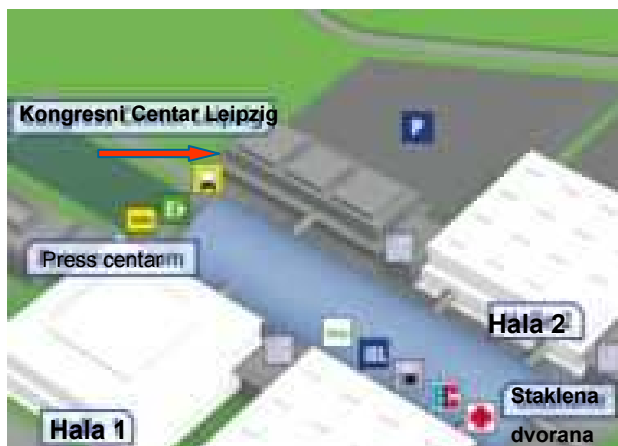 Kongresni Centar Leipzig
P
Press centar
Hala 2
Hala 1
Staklena
dvorana